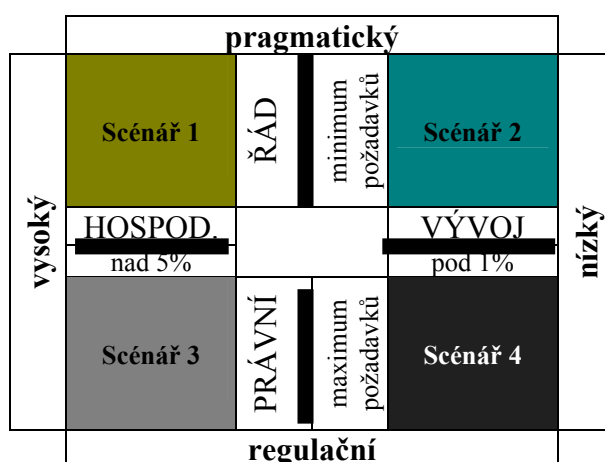 pragmatický
vysoký
Scénář 1
ŘÁD
minimum
požadavků
Scénář 2
nízký
HOSPOD.
nad 5%
VÝVOJ
pod 1%
Scénář 3
PRÁVNÍ
maximum
požadavků
Scénář 4
regulační